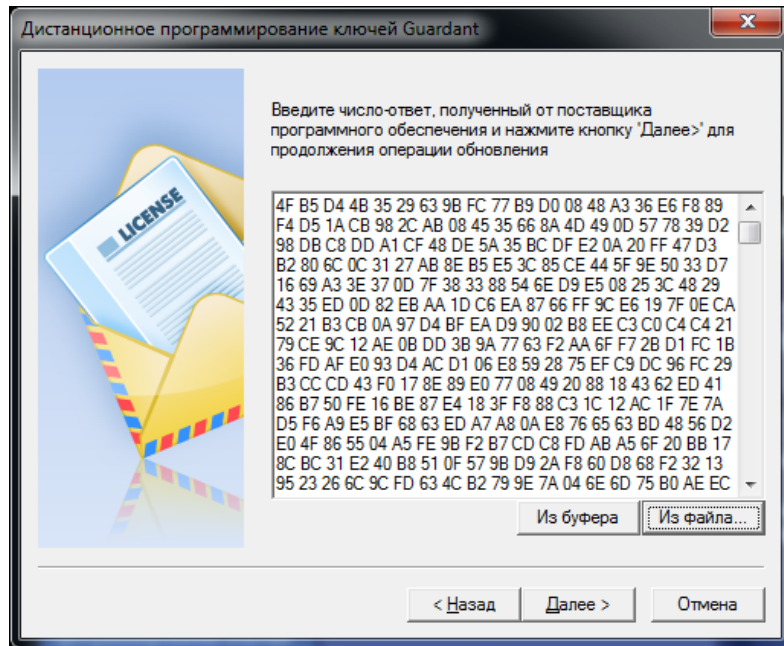 Дистанционное программирование ключей Guardant
LICENSE
Введите число-ответ, полученный от поставщика
программного обеспечения и нажмите кнопку 'Далее>' для
продолжения операции обновления
4F B5 D4 4B 35 29 63 9B FC 77 B9 D0 08 48 A3 36 E6 F8 89
F4 D5 1A CB 98 2C AB 08 45 35 66 8A 4D 49 0D 57 78 39 D2
98 DB C8 DD A1 CF 48 DE 5A 35 BC DF E2 0A 20 FF 47 D3
B2 80 6C 0C 31 27 AB 8E B5 E5 3C 85 CE 44 5F 9E 50 33 D7
16 69 A3 3E 37 0D 7F 38 33 88 54 6E D9 E5 08 25 3C 48 29
43 35 ED 0D 82 EB AA 1D C6 EA 87 66 FF 9C E6 19 7F 0E CA
52 21 B3 CB 0A 97 D4 BF EA D9 90 02 B8 EE C3 C0 C4 C4 21
79 CE 9C 12 AE 0B DD 3B 9A 77 63 F2 AA 6F F7 2B D1 FC 1B
36 FD AF E0 93 D4 AC D1 06 E8 59 28 75 EF C9 DC 96 FC 29
B3 CC CD 43 F0 17 8E 89 E0 77 08 49 20 88 18 43 62 ED 41
86 B7 50 FE 16 BE 87 E4 18 3F F8 88 C3 1C 12 AC 1F 7E 7A
D5 F6 A9 E5 BF 68 63 ED A7 A8 0A E8 76 65 63 BD 48 56 D2
E0 4F 86 55 04 A5 FE 9B F2 B7 CD C8 FD AB A5 6F 20 BB 17
8C BC 31 E2 40 B8 51 0F 57 9B D9 2A F8 60 D8 68 F2 32 13
95 23 26 6C 9C FD 63 4C B2 79 9E 7A 04 6E 6D 75 B0 AE EC
Из буфера Из файла...
< Назад Далее > Отмена